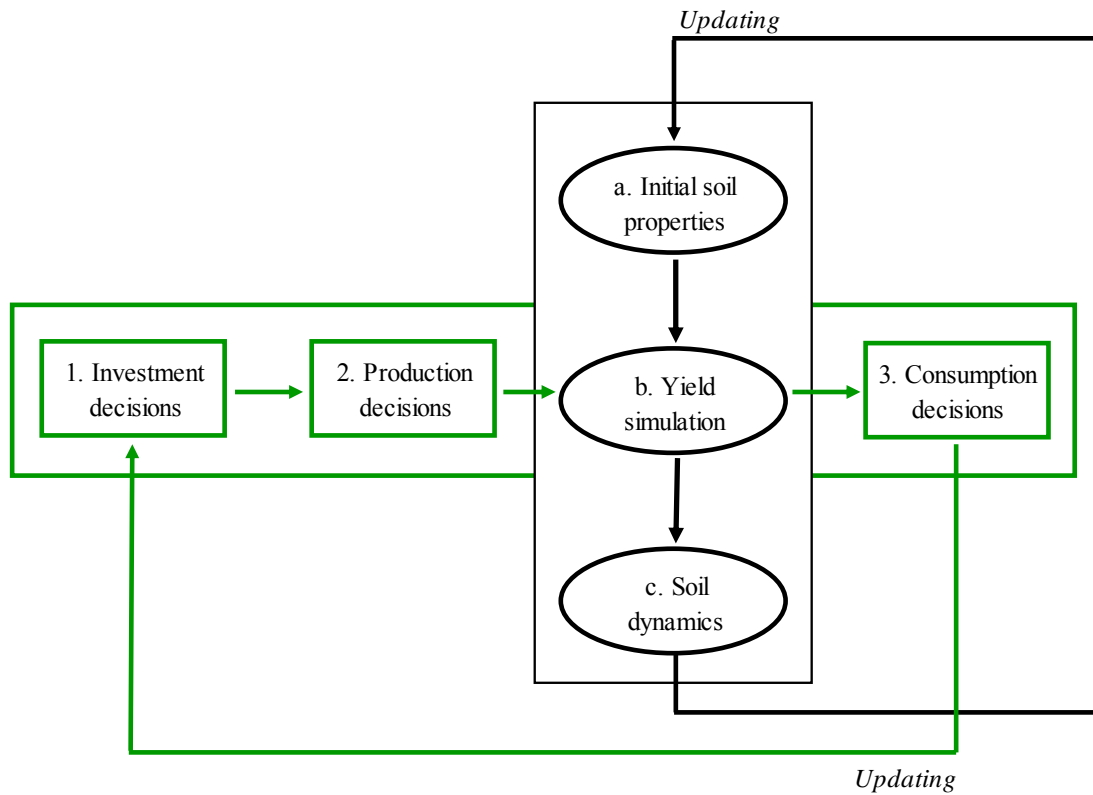 Updating
a. Initial soil
properties
1. Investment
decisions
2. Production
decisions
b. Yield
simulation
3. Consumption
decisions
c. Soil
dynamics
Updating